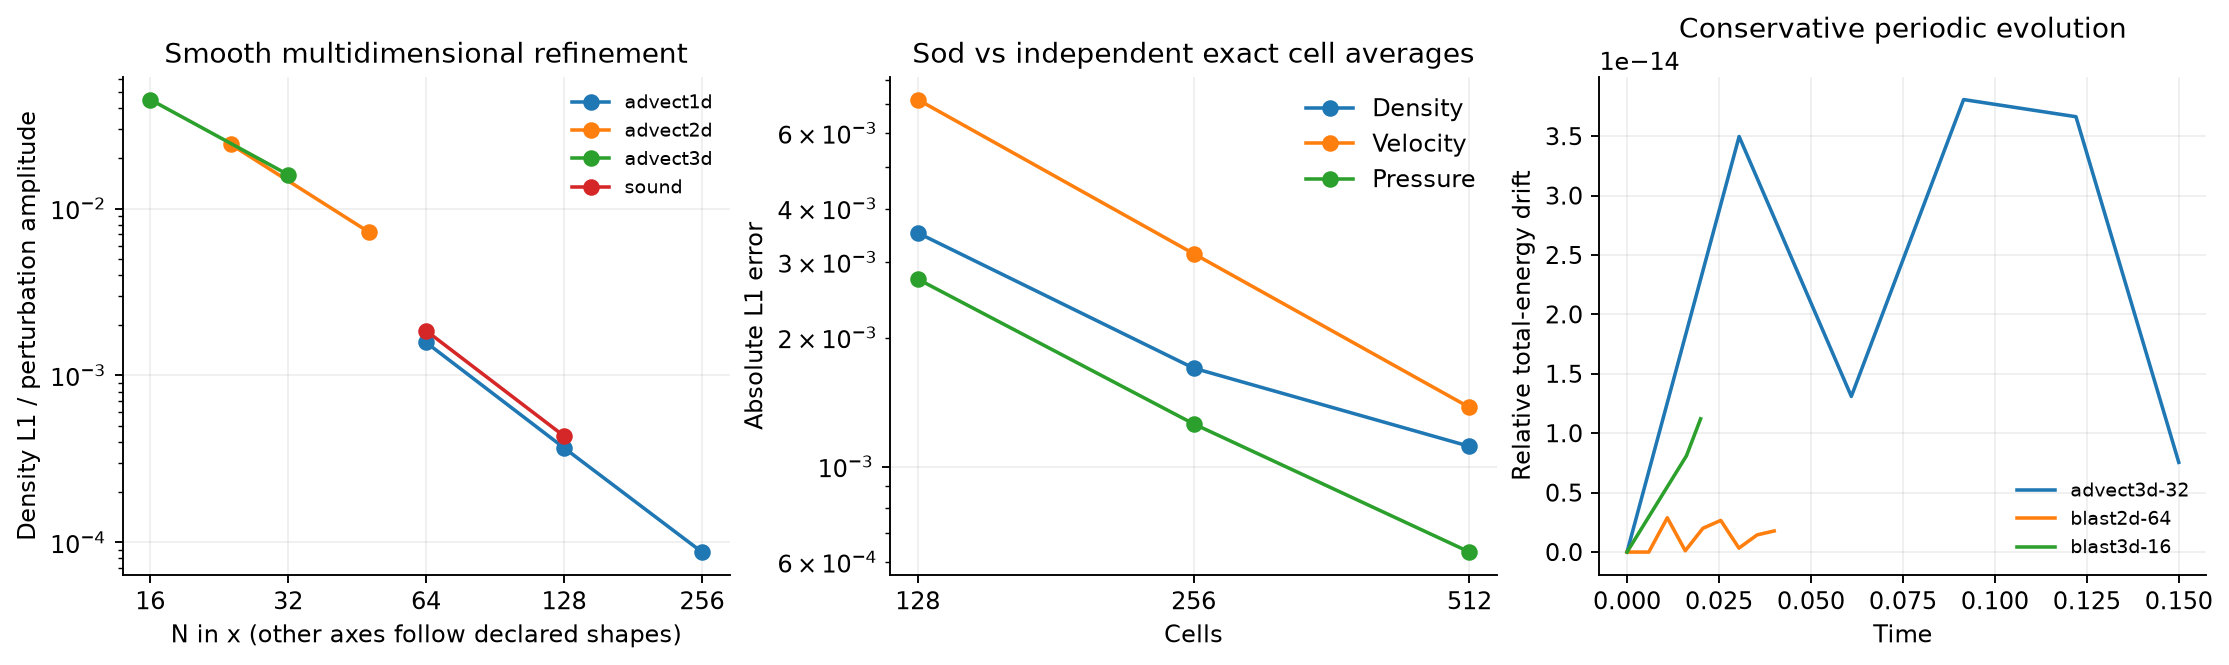 Smooth multidimensional refinement
Density L1 / perturbation amplitude
10⁻²
10⁻³
10⁻⁴
advect1d
advect2d
advect3d
sound
16 32 64 128 256
N in x (other axes follow declared shapes)
Sod vs independent exact cell averages
Absolute L1 error
6 × 10⁻³
4 × 10⁻³
3 × 10⁻³
2 × 10⁻³
10⁻³
6 × 10⁻⁴
Density
Velocity
Pressure
128 256 512
Cells
Conservative periodic evolution
1e−14
Relative total-energy drift
3.5
3.0
2.5
2.0
1.5
1.0
0.5
0.0
advect3d-32
blast2d-64
blast3d-16
0.000 0.025 0.050 0.075 0.100 0.125 0.150
Time